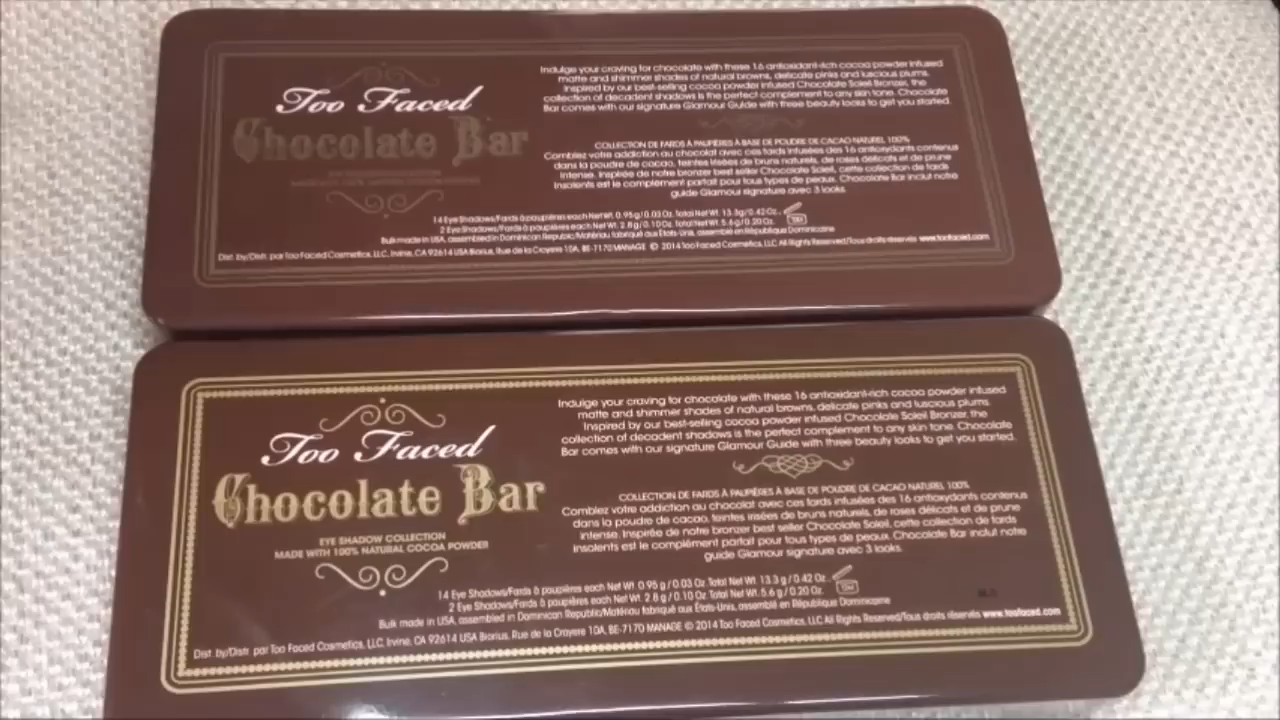 Too Faced
Chocolate Bar
Indulge your craving for chocolate with these 16 antioxidant-rich cocoa powder infused
matte and shimmer shades of natural browns, delicate pinks and luscious plums.
Inspired by our best-selling cocoa powder infused Chocolate Soleil Bronzer, the
collection of decadent shadows is the perfect complement to any skin tone. Chocolate
Bar comes with our signature Glamour Guide with three beauty looks to get you started.
COLLECTION DE FARDS À PAUPIÈRES À BASE DE POUDRE DE CACAO NATUREL 100%
Comblez votre addiction au chocolat avec ces fards infusées des 16 antioxydants contenus
dans la poudre de cacao, teintes irisées de bruns naturels, de roses délicats et de prune
intense. Inspirée de notre bronzer best seller Chocolate Soleil, cette collection de fards
insolents est le complément parfait pour tous types de peaux. Chocolate Bar inclut notre
guide Glamour signature avec 3 looks.
14 Eye Shadows/Fards à paupières each Net Wt. 0.95g/0.03 Oz. Total Net Wt. 13.3g/0.42 Oz.
2 Eye Shadows/Fards à paupières each Net Wt. 2.8g/0.10 Oz. Total Net Wt. 5.6g/0.20 Oz.
Bulk made in USA, assembled in Dominican Republic/Matériau fabriqué aux États-Unis, assemblé en République Dominicaine
Dist. by/Distr. par Too Faced Cosmetics, LLC, Irvine, CA 92614 USA Biorius, Rue de la Croyere 10A, BE-7170 MANAGE © 2014 Too Faced Cosmetics, LLC All Rights Reserved/Tous droits réservés www.toofaced.com
Too Faced
Chocolate Bar
EYE SHADOW COLLECTION
MADE WITH 100% NATURAL COCOA POWDER
Indulge your craving for chocolate with these 16 antioxidant-rich cocoa powder infused
matte and shimmer shades of natural browns, delicate pinks and luscious plums.
Inspired by our best-selling cocoa powder infused Chocolate Soleil Bronzer, the
collection of decadent shadows is the perfect complement to any skin tone. Chocolate
Bar comes with our signature Glamour Guide with three beauty looks to get you started.
COLLECTION DE FARDS À PAUPIÈRES À BASE DE POUDRE DE CACAO NATUREL 100%
Comblez votre addiction au chocolat avec ces fards infusées des 16 antioxydants contenus
dans la poudre de cacao, teintes irisées de bruns naturels, de roses délicats et de prune
intense. Inspirée de notre bronzer best seller Chocolate Soleil, cette collection de fards
insolents est le complément parfait pour tous types de peaux. Chocolate Bar inclut notre
guide Glamour signature avec 3 looks.
14 Eye Shadows/Fards à paupières each Net Wt. 0.95 g / 0.03 Oz. Total Net Wt. 13.3 g / 0.42 Oz.
2 Eye Shadows/Fards à paupières each Net Wt. 2.8 g / 0.10 Oz. Total Net Wt. 5.6 g / 0.20 Oz.
12M
Bulk made in USA, assembled in Dominican Republic/Matériau fabriqué aux États-Unis, assemblé en République Dominicaine
Dist. by/Distr. par Too Faced Cosmetics, LLC, Irvine, CA 92614 USA Biorius, Rue de la Croyere 10A, BE-7170 MANAGE © 2014 Too Faced Cosmetics, LLC All Rights Reserved/Tous droits réservés www.toofaced.com